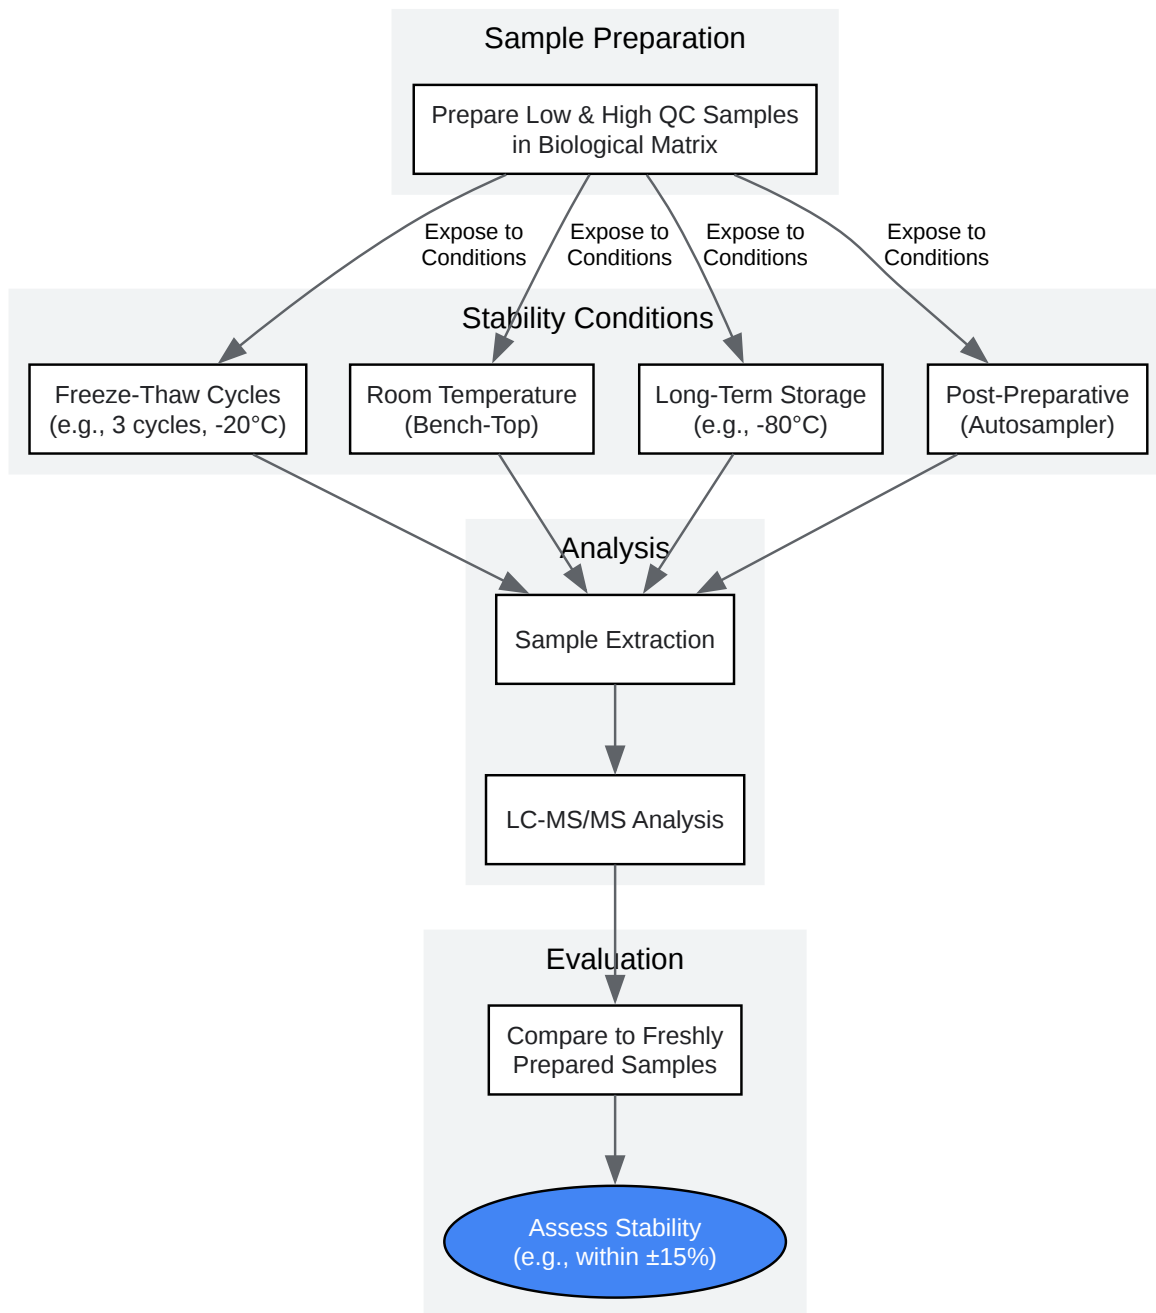 Sample Preparation
Prepare Low & High QC Samples
in Biological Matrix
Expose to
Conditions
Expose to
Conditions
Expose to
Conditions
Expose to
Conditions
Stability Conditions
Freeze-Thaw Cycles
(e.g., 3 cycles, -20°C)
Room Temperature
(Bench-Top)
Long-Term Storage
(e.g., -80°C)
Post-Preparative
(Autosampler)
Analysis
Sample Extraction
LC-MS/MS Analysis
Evaluation
Compare to Freshly
Prepared Samples
Assess Stability
(e.g., within ±15%)